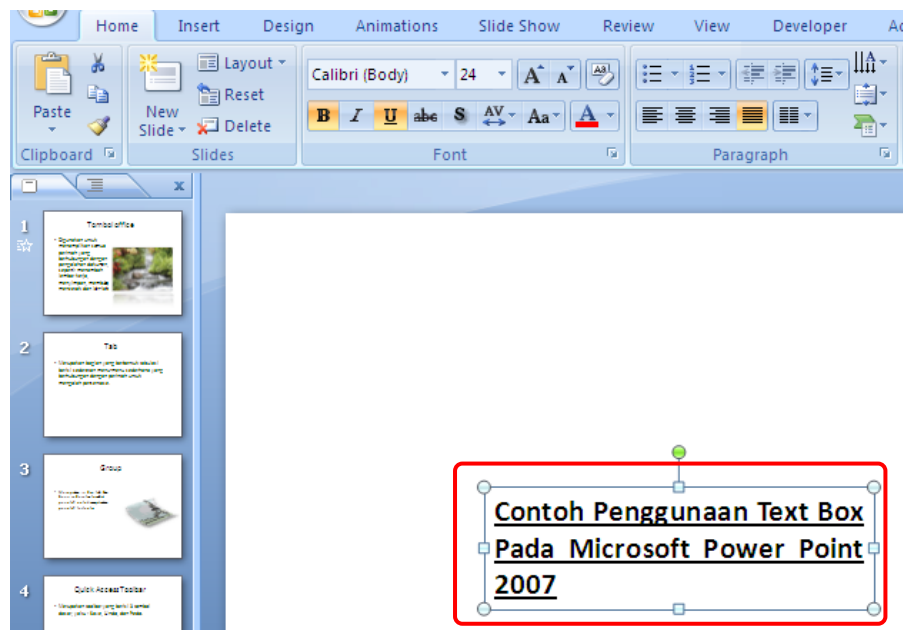 Home Insert Design Animations Slide Show Review View Developer
Paste
New
Slide
Layout
Reset
Delete
Calibri (Body) 24
B I U abe S AV Aa A
Clipboard Slides Font Paragraph
1
Tombol office
2
Tab
3
Group
4
Quick Access Toolbar
Contoh Penggunaan Text Box
Pada Microsoft Power Point
2007